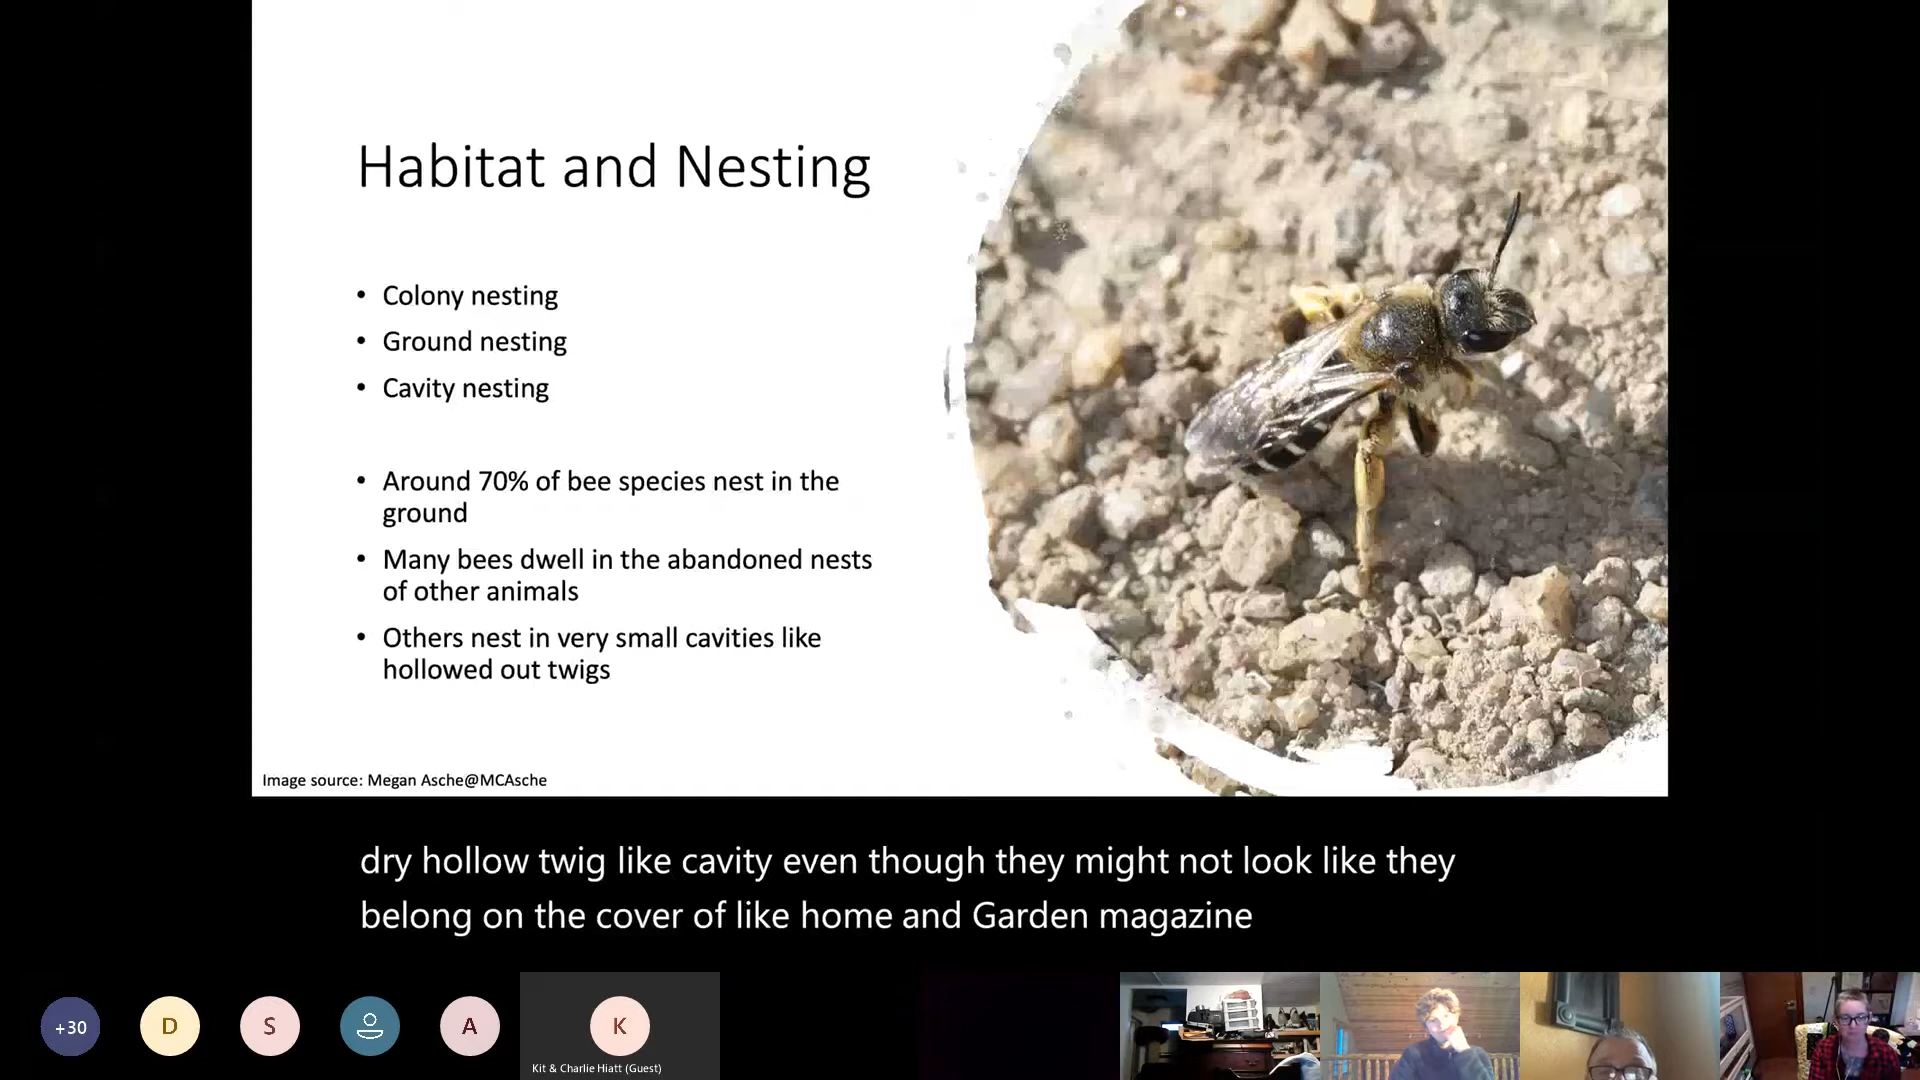 Habitat and Nesting
• Colony nesting
• Ground nesting
• Cavity nesting
• Around 70% of bee species nest in the
ground
• Many bees dwell in the abandoned nests
of other animals
• Others nest in very small cavities like
hollowed out twigs
Image source: Megan Asche@MCAsche
dry hollow twig like cavity even though they might not look like they
belong on the cover of like home and Garden magazine
+30
D
S
A
K
Kit & Charlie Hiatt (Guest)